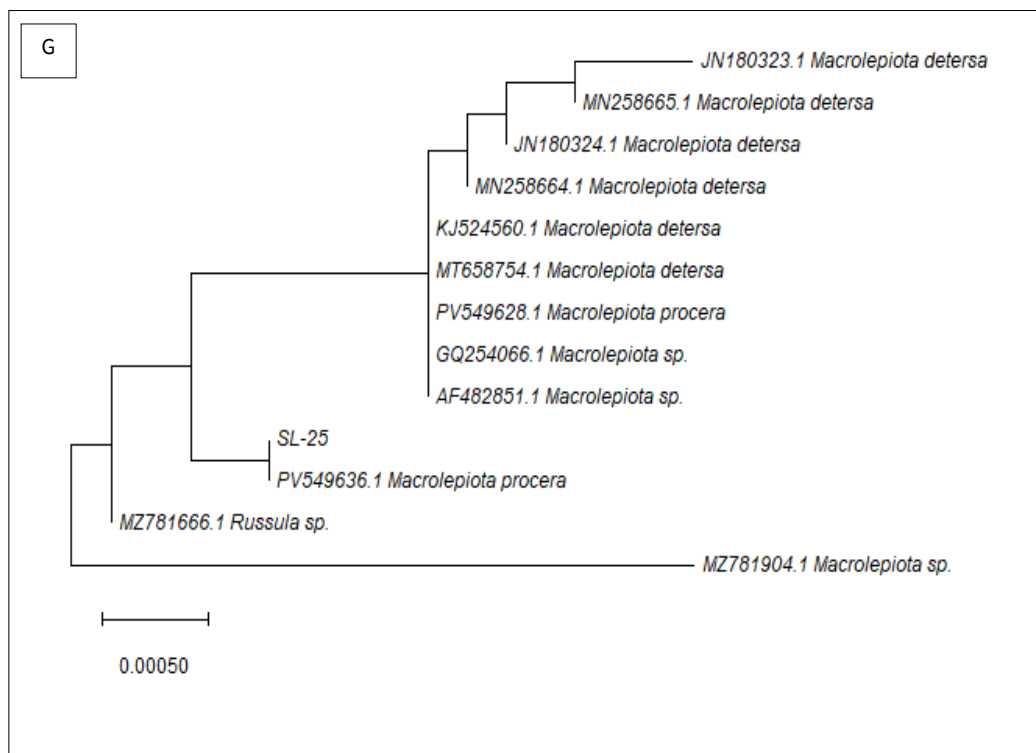 G
JN180323.1 Macrolepiota detersa
MN258665.1 Macrolepiota detersa
JN180324.1 Macrolepiota detersa
MN258664.1 Macrolepiota detersa
KJ524560.1 Macrolepiota detersa
MT658754.1 Macrolepiota detersa
PV549628.1 Macrolepiota procera
GQ254066.1 Macrolepiota sp.
AF482851.1 Macrolepiota sp.
SL-25
PV549636.1 Macrolepiota procera
MZ781666.1 Russula sp.
MZ781904.1 Macrolepiota sp.
0.00050